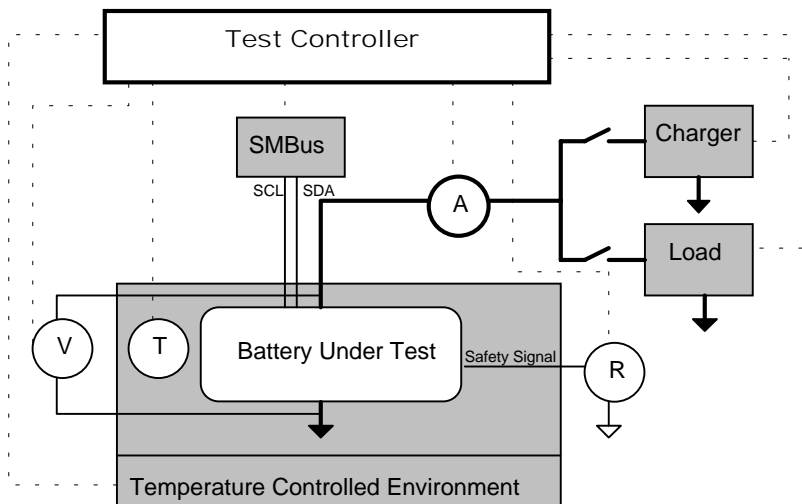 Test Controller
SMBus
Charger
SCL
SDA
A
Load
V
T
Battery Under Test
Safety Signal
R
Temperature Controlled Environment